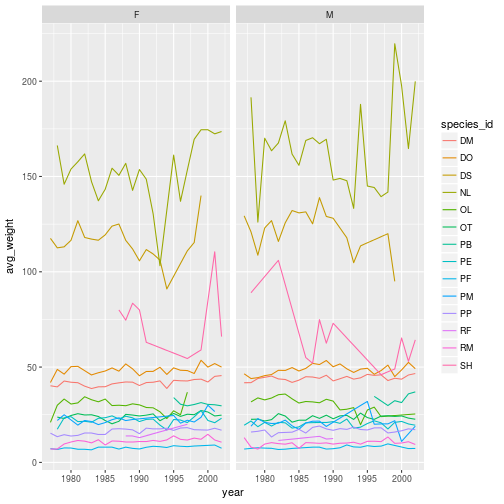 F
M
avg_weight
200
150
100
50
0
1980
1985
1990
1995
2000
1980
1985
1990
1995
2000
year
species_id
DM
DO
DS
NL
OL
OT
PB
PE
PF
PM
PP
RF
RM
SH